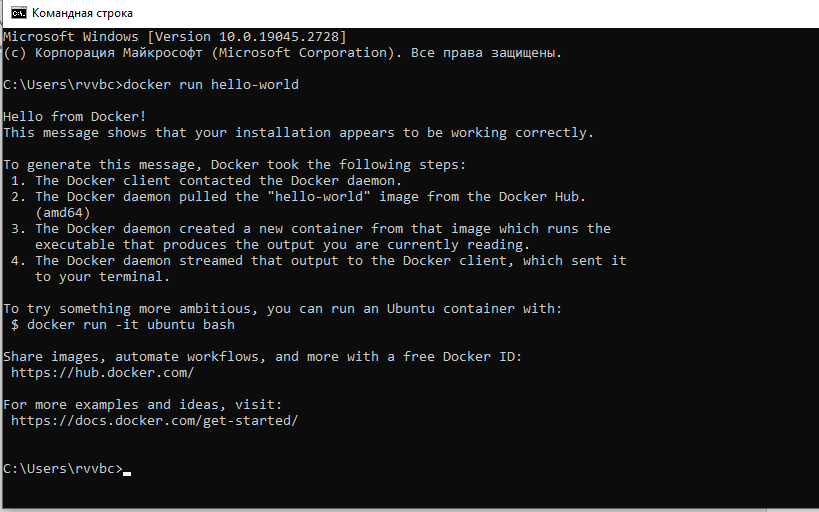 Командная строка
Microsoft Windows [Version 10.0.19045.2728]
(c) Корпорация Майкрософт (Microsoft Corporation). Все права защищены.
C:\Users\rvvbc>docker run hello-world
Hello from Docker!
This message shows that your installation appears to be working correctly.
To generate this message, Docker took the following steps:
1. The Docker client contacted the Docker daemon.
2. The Docker daemon pulled the "hello-world" image from the Docker Hub.
(amd64)
3. The Docker daemon created a new container from that image which runs the
executable that produces the output you are currently reading.
4. The Docker daemon streamed that output to the Docker client, which sent it
to your terminal.
To try something more ambitious, you can run an Ubuntu container with:
$ docker run -it ubuntu bash
Share images, automate workflows, and more with a free Docker ID:
https://hub.docker.com/
For more examples and ideas, visit:
https://docs.docker.com/get-started/
C:\Users\rvvbc>